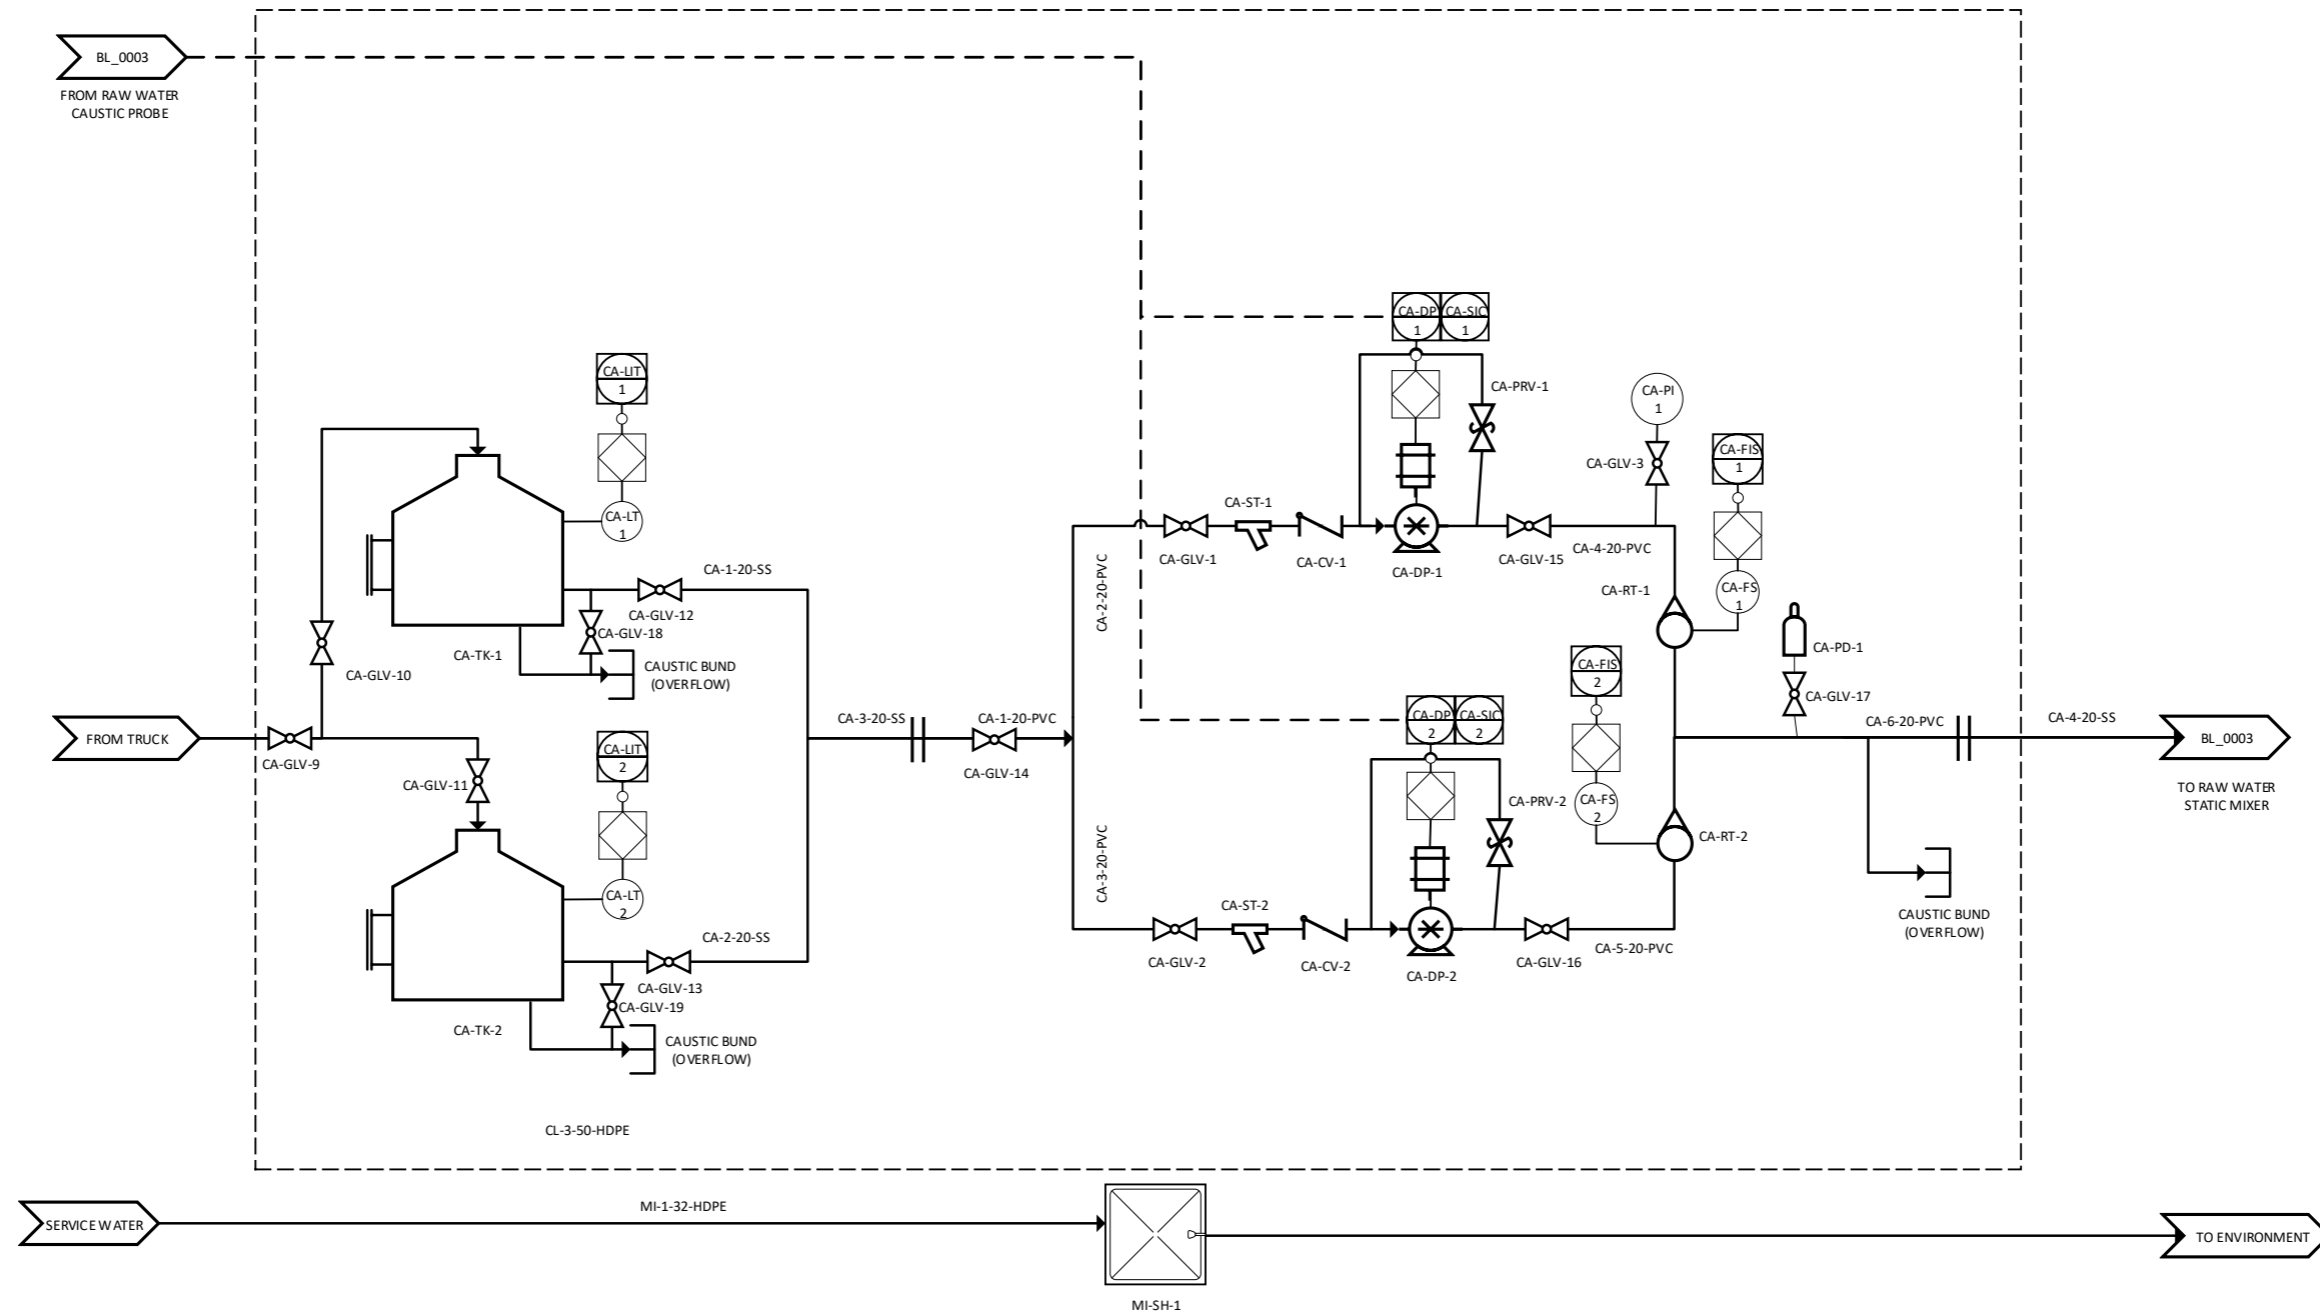 BL_0003
FROM RAW WATER
CAUSTIC PROBE
CA-DP
1
CA-SIC
1
CA-LIT
1
CA-PRV-1
CA-PI
1
CA-GLV-3
CA-FIS
1
CA-LT
1
CA-ST-1
CA-GLV-1
CA-CV-1
CA-DP-1
CA-GLV-15
CA-4-20-PVC
CA-2-20-PVC
CA-1-20-SS
CA-GLV-12
CA-GLV-18
CA-TK-1
CAUSTIC BUND
(OVERFLOW)
CA-GLV-10
CA-RT-1
CA-FS
1
CA-PD-1
CA-GLV-17
CA-FIS
2
FROM TRUCK
CA-GLV-9
CA-GLV-11
CA-LIT
2
CA-3-20-SS
CA-1-20-PVC
CA-GLV-14
CA-DP
2
CA-SIC
2
CA-6-20-PVC
CA-4-20-SS
BL_0003
TO RAW WATER
STATIC MIXER
CA-PRV-2
CA-FS
2
CA-RT-2
CA-3-20-PVC
CA-LT
2
CA-ST-2
CA-GLV-2
CA-CV-2
CA-DP-2
CA-GLV-16
CA-5-20-PVC
CAUSTIC BUND
(OVERFLOW)
CA-2-20-SS
CA-GLV-13
CA-GLV-19
CA-TK-2
CAUSTIC BUND
(OVERFLOW)
CL-3-50-HDPE
SERVICE WATER
MI-1-32-HDPE
MI-SH-1
TO ENVIRONMENT